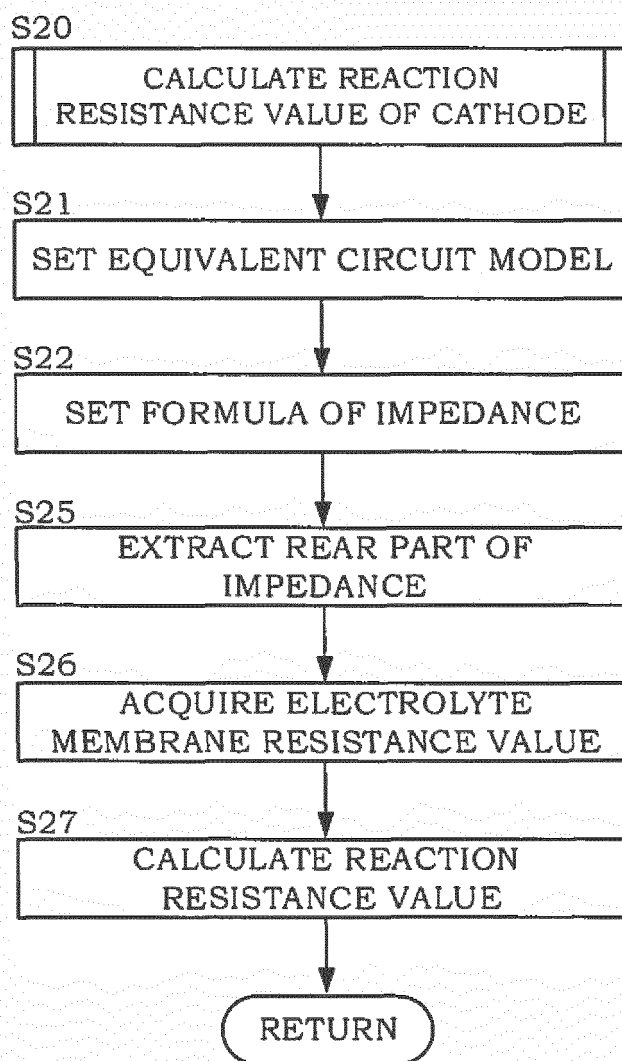 S20
CALCULATE REACTION
RESISTANCE VALUE OF CATHODE
S21
SET EQUIVALENT CIRCUIT MODEL
S22
SET FORMULA OF IMPEDANCE
S25
EXTRACT REAR PART OF
IMPEDANCE
S26
ACQUIRE ELECTROLYTE
MEMBRANE RESISTANCE VALUE
S27
CALCULATE REACTION
RESISTANCE VALUE
RETURN